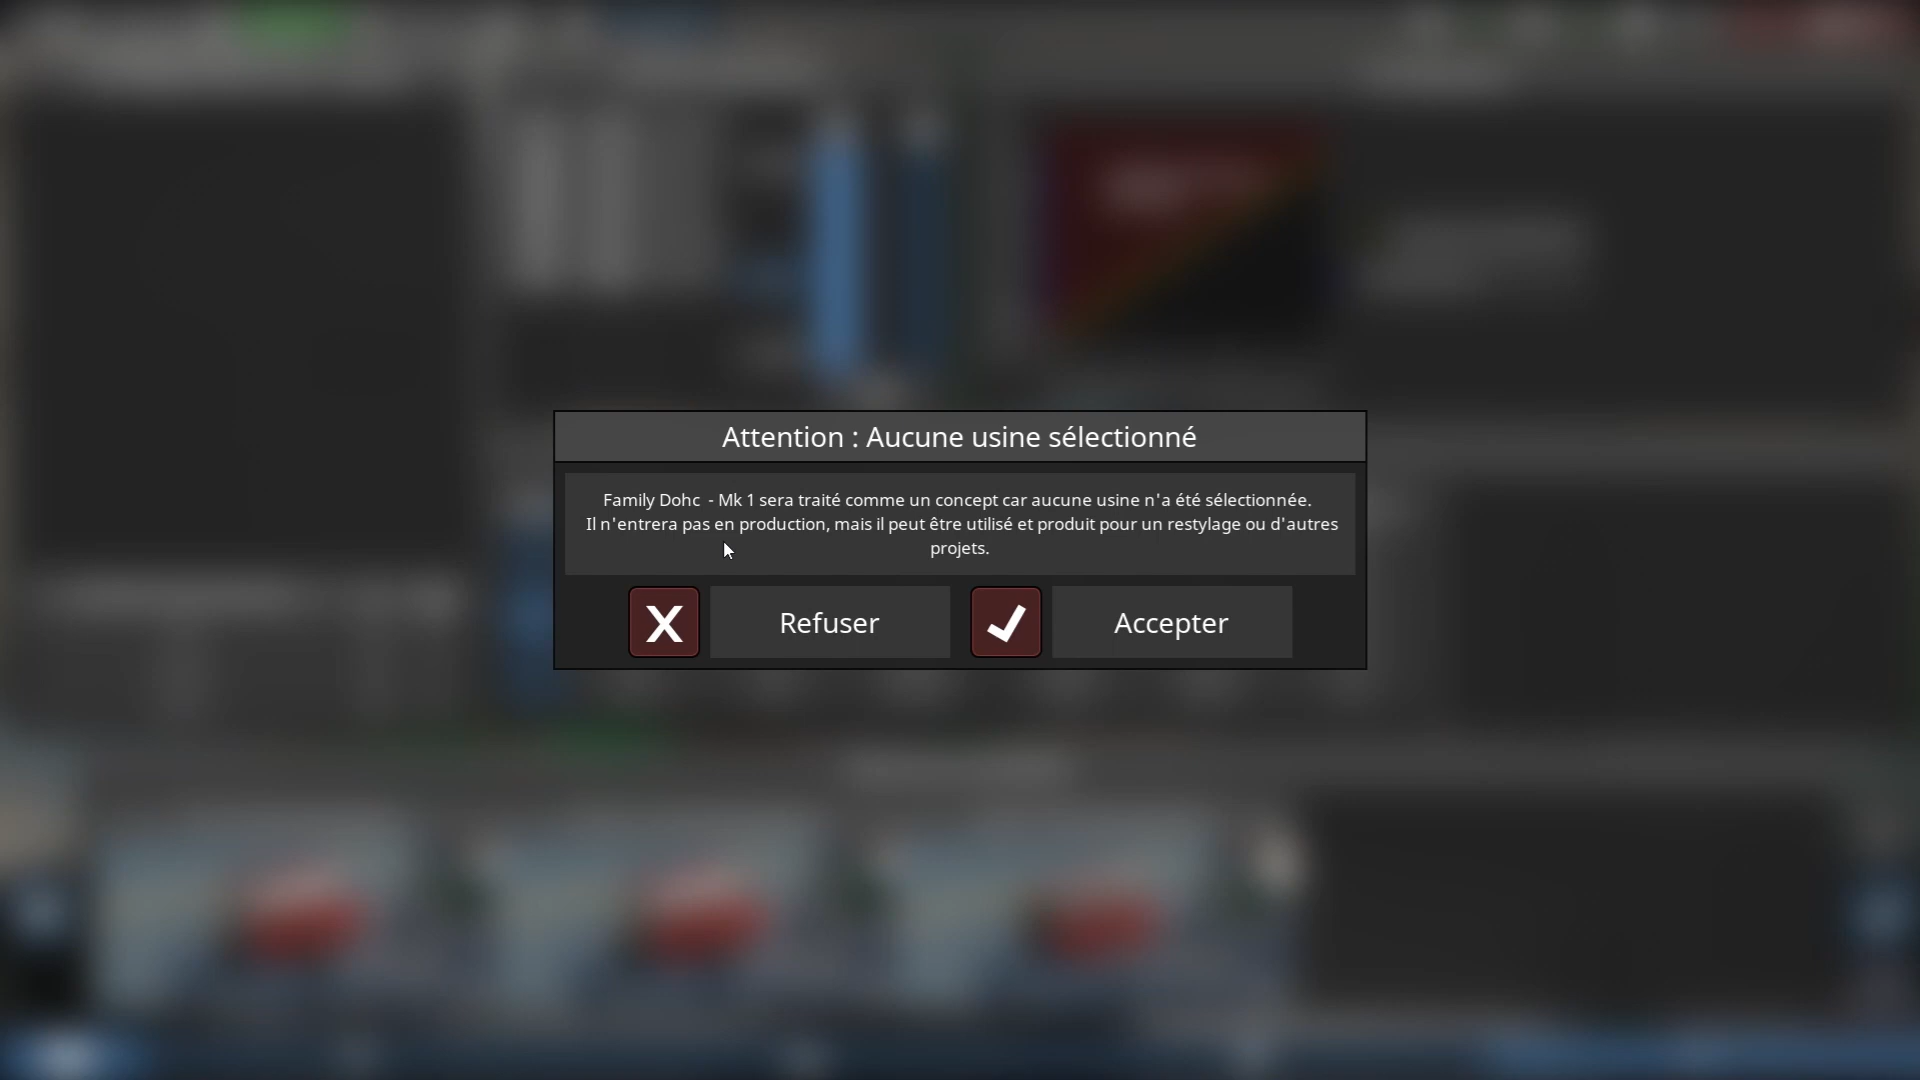 Attention : Aucune usine sélectionné
Family Dohc  - Mk 1 sera traité comme un concept car aucune usine n'a été sélectionnée.
Il n'entrera pas en production, mais il peut être utilisé et produit pour un restylage ou d'autres
projets.
X Refuser
Accepter